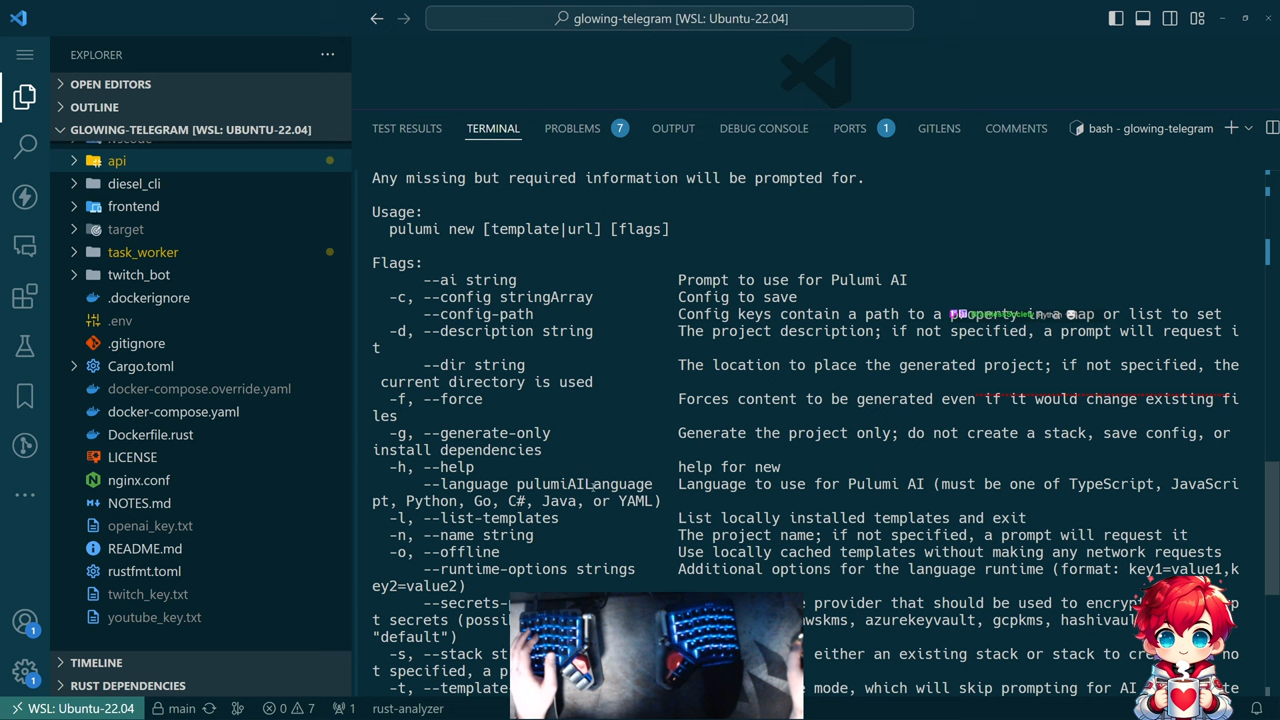 glowing-telegram [WSL: Ubuntu-22.04]
EXPLORER
OPEN EDITORS
OUTLINE
GLOWING-TELEGRAM [WSL: UBUNTU-22.04]
.vscode
api
diesel_cli
frontend
target
task_worker
twitch_bot
.dockerignore
.env
.gitignore
Cargo.toml
docker-compose.override.yaml
docker-compose.yaml
Dockerfile.rust
LICENSE
nginx.conf
NOTES.md
openai_key.txt
README.md
rustfmt.toml
twitch_key.txt
youtube_key.txt
TIMELINE
RUST DEPENDENCIES
TEST RESULTS TERMINAL PROBLEMS 7 OUTPUT DEBUG CONSOLE PORTS 1 GITLENS COMMENTS bash - glowing-telegram
Any missing but required information will be prompted for.
Usage:
pulumi new [template|url] [flags]
Flags:
--ai string Prompt to use for Pulumi AI
-c, --config stringArray Config to save
--config-path Config keys contain a path to a property in a map or list to set
-d, --description string The project description; if not specified, a prompt will request i
t
--dir string The location to place the generated project; if not specified, the
current directory is used
-f, --force Forces content to be generated even if it would change existing fi
les
-g, --generate-only Generate the project only; do not create a stack, save config, or
install dependencies
-h, --help help for new
--language pulumiAILanguage Language to use for Pulumi AI (must be one of TypeScript, JavaScri
pt, Python, Go, C#, Java, or YAML)
-l, --list-templates List locally installed templates and exit
-n, --name string The project name; if not specified, a prompt will request it
-o, --offline Use locally cached templates without making any network requests
--runtime-options strings Additional options for the language runtime (format: key1=value1,k
ey2=value2)
--secrets- provider that should be used to encryp
t secrets (possi wskms, azurekeyvault, gcpkms, hashivau
"default")
-s, --stack st either an existing stack or stack to cre no
t specified, a p
-t, --templat mode, which will skip prompting for AI
1
1
WSL: Ubuntu-22.04 main 0 7 1 rust-analyzer